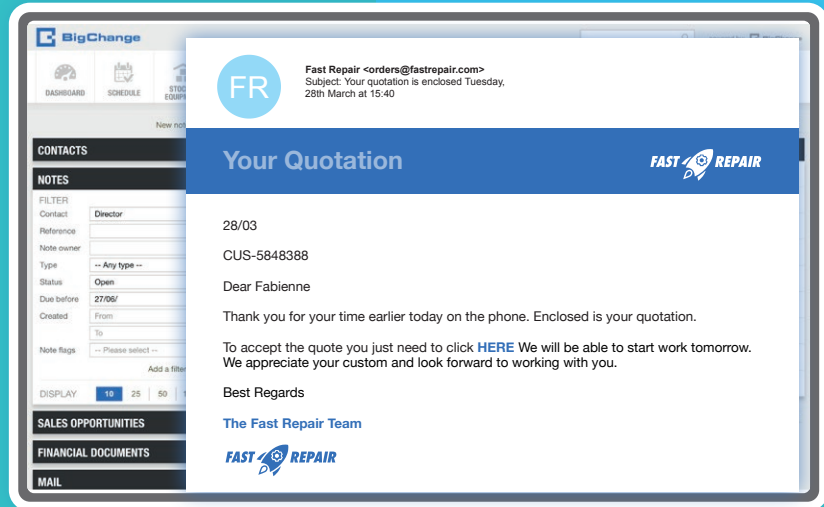 BigChange
DASHBOARD
SCHEDULE
New
CONTACTS
NOTES
FILTER
Contact Director
Reference
Note owner
Type -- Any type --
Status Open
Due before 27/06/
Created From
To
Note flags -- Please select --
Add a filter
DISPLAY 10 25 50
SALES OPPORTUNITIES
FINANCIAL DOCUMENTS
MAIL
FR
Fast Repair <orders@fastrepair.com>
Subject: Your quotation is enclosed Tuesday,
28th March at 15:40
Your Quotation
FAST REPAIR
28/03
CUS-5848388
Dear Fabienne
Thank you for your time earlier today on the phone. Enclosed is your quotation.
To accept the quote you just need to click HERE We will be able to start work tomorrow.
We appreciate your custom and look forward to working with you.
Best Regards
The Fast Repair Team
FAST REPAIR